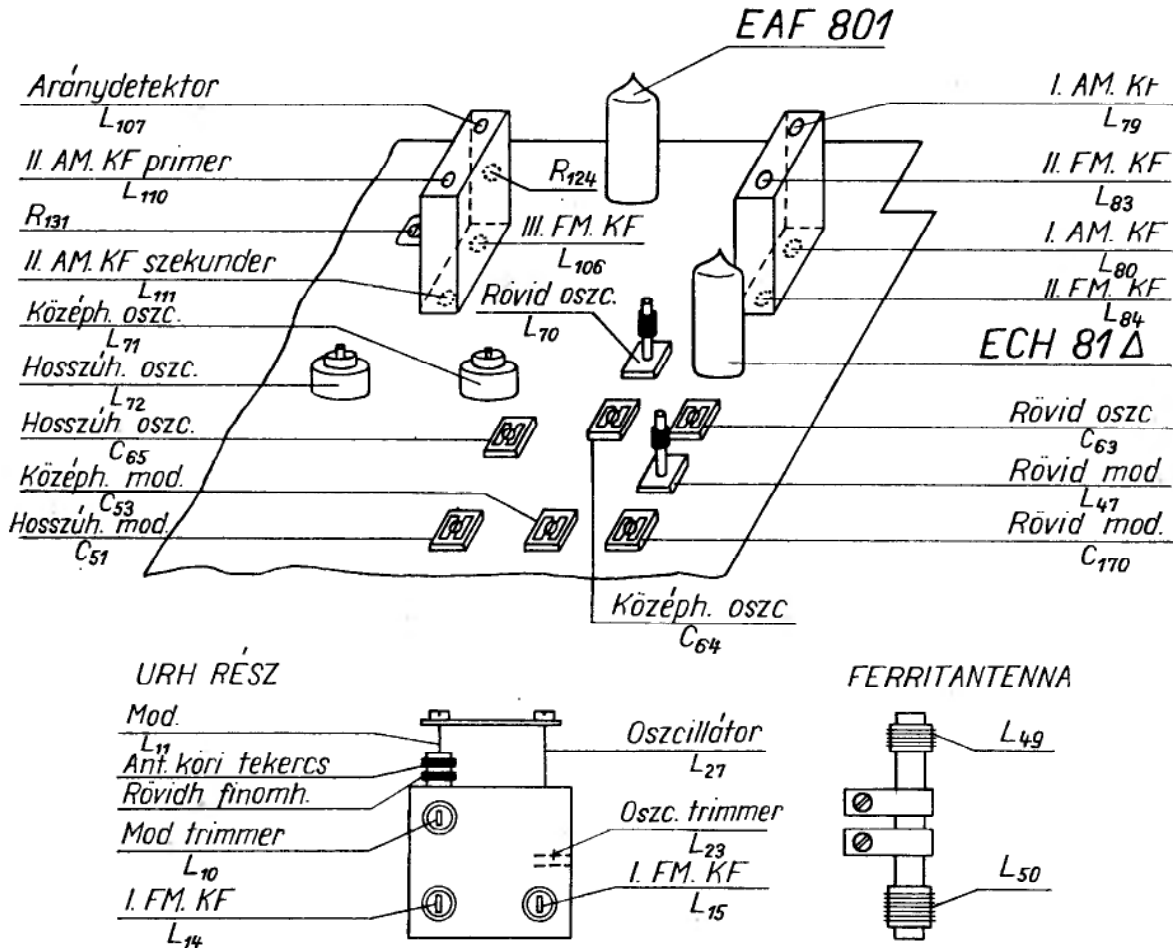 EAF 801
Aránydetektor
L107
II. AM. KF primer
L110
R131
II. AM. KF szekunder
L111
Középh. oszc.
L71
Hosszúh. oszc.
L72
Hosszúh oszc.
C65
Középh. mod.
C53
Hosszúh. mod.
C51
R124
III. FM. KF
L106
Rövid oszc.
L70
I. AM. Kf
L79
II. FM. KF
L83
I. AM. KF
L80
II. FM. KF
L84
ECH 81 Δ
Rövid oszc
C63
Rövid mod.
L47
Rövid mod.
C170
Középh. oszc
C64
URH RÉSZ
Mod.
L11
Ant. köri tekercs
Rövidh finomh.
Mod. trimmer
L10
I. FM. KF
L14
Oszcillátor
L27
Oszc. trimmer
L23
I. FM. KF
L15
FERRITANTENNA
L49
L50